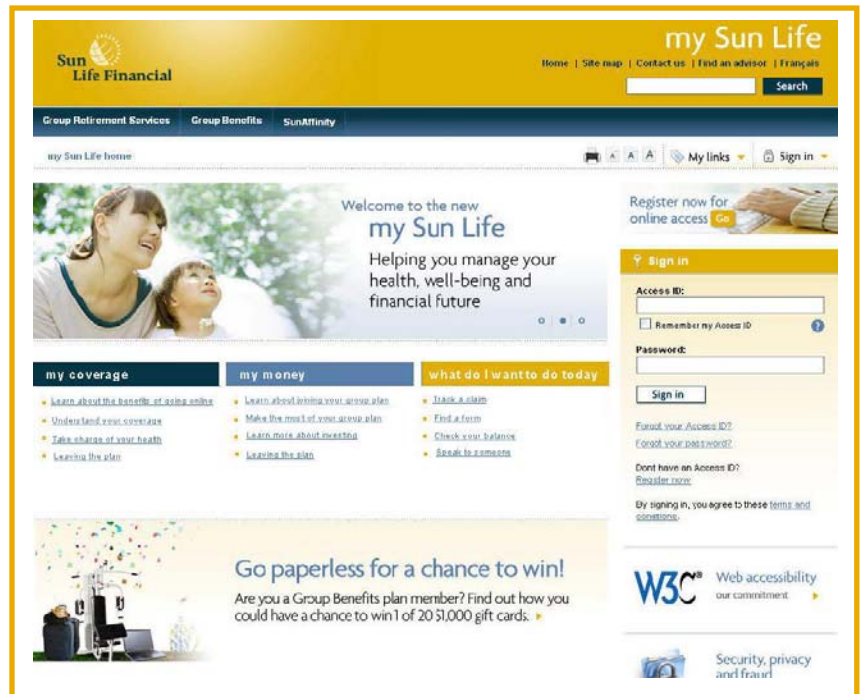 my Sun Life
Sun
Life Financial
Home | Site map | Contact us | Find an advisor | Français
Search
Group Retirement Services Group Benefits SunAffinity
my Sun Life home
A A A My links Sign in
Welcome to the new
my Sun Life
Helping you manage your
health, well-being and
financial future
Register now for
online access Go
Sign in
Access ID:
Remember my Access ID ?
Password:
Sign in
Forgot your Access ID?
Forgot your password?
Dont have an Access ID?
Register now
By signing in, you agree to these terms and
conditions.
my coverage
Learn about the benefits of going online
Understand your coverage
Take charge of your health
Leaving the plan
my money
Learn about joining your group plan
Make the most of your group plan
Learn more about investing
Leaving the plan
what do I want to do today
Track a claim
Find a form
Check your balance
Speak to someone
Go paperless for a chance to win!
Are you a Group Benefits plan member? Find out how you
could have a chance to win 1 of 20 $1,000 gift cards.
W3C® Web accessibility
our commitment
Security, privacy
and fraud